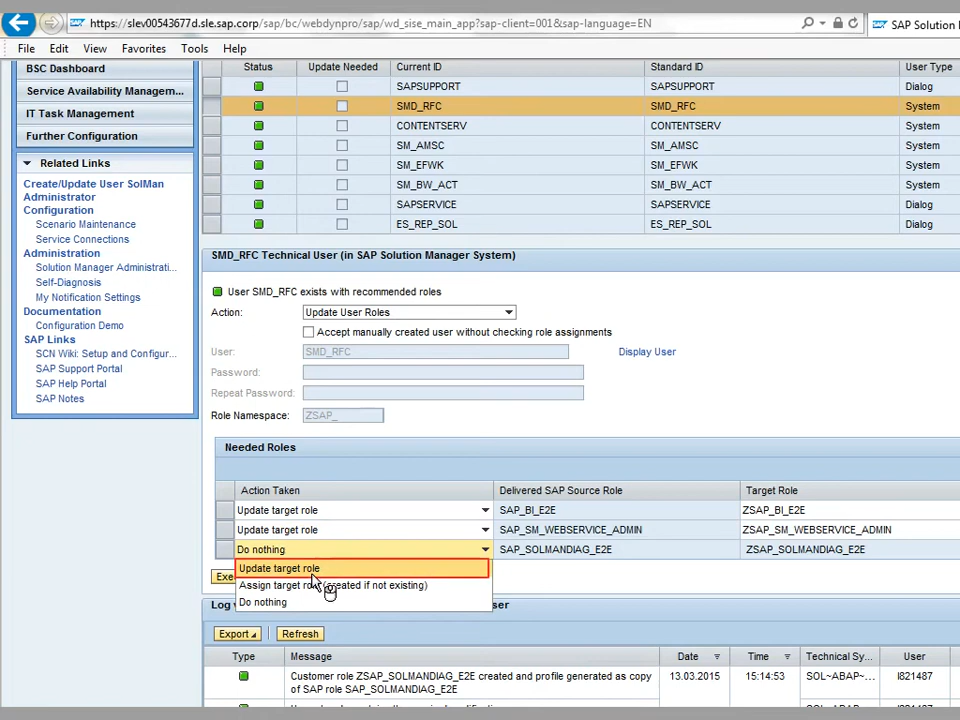 https://slev00543677d.sle.sap.corp/sap/bc/webdynpro/sap/wd_sise_main_app?sap-client=001&sap-language=EN
SAP Solution
File Edit View Favorites Tools Help
BSC Dashboard
Service Availability Managem...
IT Task Management
Further Configuration
Related Links
Create/Update User SolMan
Administrator
Configuration
Scenario Maintenance
Service Connections
Administration
Solution Manager Administrati...
Self-Diagnosis
My Notification Settings
Documentation
Configuration Demo
SAP Links
SCN Wiki: Setup and Configur...
SAP Support Portal
SAP Help Portal
SAP Notes
Status Update Needed Current ID Standard ID User Type
SAPSUPPORT SAPSUPPORT Dialog
SMD_RFC SMD_RFC System
CONTENTSERV CONTENTSERV System
SM_AMSC SM_AMSC System
SM_EFWK SM_EFWK System
SM_BW_ACT SM_BW_ACT System
SAPSERVICE SAPSERVICE Dialog
ES_REP_SOL ES_REP_SOL Dialog
SMD_RFC Technical User (in SAP Solution Manager System)
User SMD_RFC exists with recommended roles
Action: Update User Roles
Accept manually created user without checking role assignments
User: SMD_RFC Display User
Password:
Repeat Password:
Role Namespace: ZSAP_
Needed Roles
Action Taken Delivered SAP Source Role Target Role
Update target role SAP_BI_E2E ZSAP_BI_E2E
Update target role SAP_SM_WEBSERVICE_ADMIN ZSAP_SM_WEBSERVICE_ADMIN
Do nothing SAP_SOLMANDIAG_E2E ZSAP_SOLMANDIAG_E2E
Update target role
Exe
Assign target (created if not existing)
Do nothing
Log ser
Export Refresh
Type Message Date Time Technical Sy... User
Customer role ZSAP_SOLMANDIAG_E2E created and profile generated as copy 13.03.2015 15:14:53 SOL~ABAP~... I821487
of SAP role SAP_SOLMANDIAG_E2E